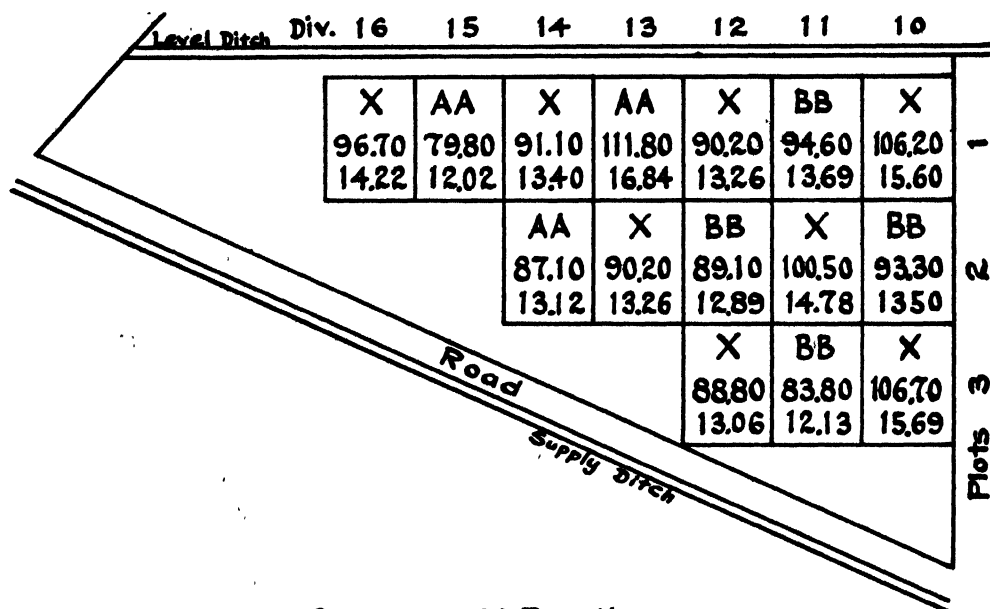 Level Ditch Div. 16 15 14 13 12 11 10
X AA X AA X BB X
96.70 79.80 91.10 111.80 90.20 94.60 106.20 1
14.22 12.02 13.40 16.84 13.26 13.69 15.60
AA X BB X BB
87.10 90.20 89.10 100.50 93.30 2
13.12 13.26 12.89 14.78 1350
X BB X
88.80 83.80 106.70 3
13.06 12.13 15.69
Plots
Road
Supply Ditch